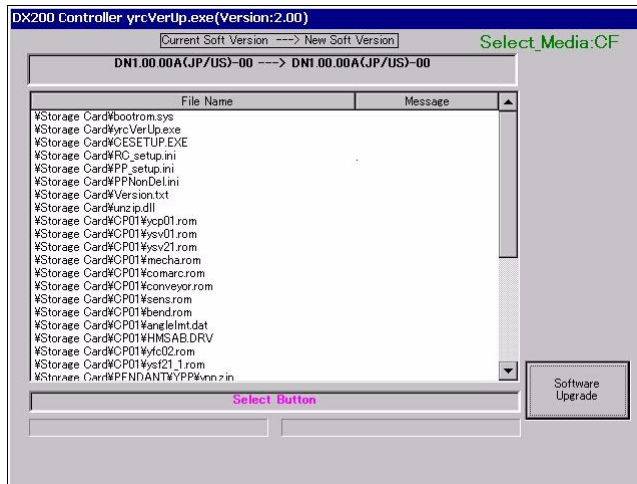 DX200 Controller yrcVerUp.exe(Version:2.00)
Current Soft Version ---> New Soft Version
Select_Media:CF
DN1.00.00A(JP/US)-00 ---> DN1.00.00A(JP/US)-00
File Name Message
¥Storage Card¥bootrom.sys
¥Storage Card¥yrcVerUp.exe
¥Storage Card¥CESETUP.EXE
¥Storage Card¥RC_setup.ini
¥Storage Card¥PP_setup.ini
¥Storage Card¥PPNonDel.ini
¥Storage Card¥Version.txt
¥Storage Card¥unzip.dll
¥Storage Card¥CP01¥ycp01.rom
¥Storage Card¥CP01¥ysv01.rom
¥Storage Card¥CP01¥ysv21.rom
¥Storage Card¥CP01¥mecha.rom
¥Storage Card¥CP01¥comarc.rom
¥Storage Card¥CP01¥conveyor.rom
¥Storage Card¥CP01¥sens.rom
¥Storage Card¥CP01¥bend.rom
¥Storage Card¥CP01¥anglelmt.dat
¥Storage Card¥CP01¥HMSAB.DRV
¥Storage Card¥CP01¥yfc02.rom
¥Storage Card¥CP01¥ysf21_1.rom
¥Storage Card¥PENDANT¥YPP¥ypp.zip
Software
Upgrade
Select Button